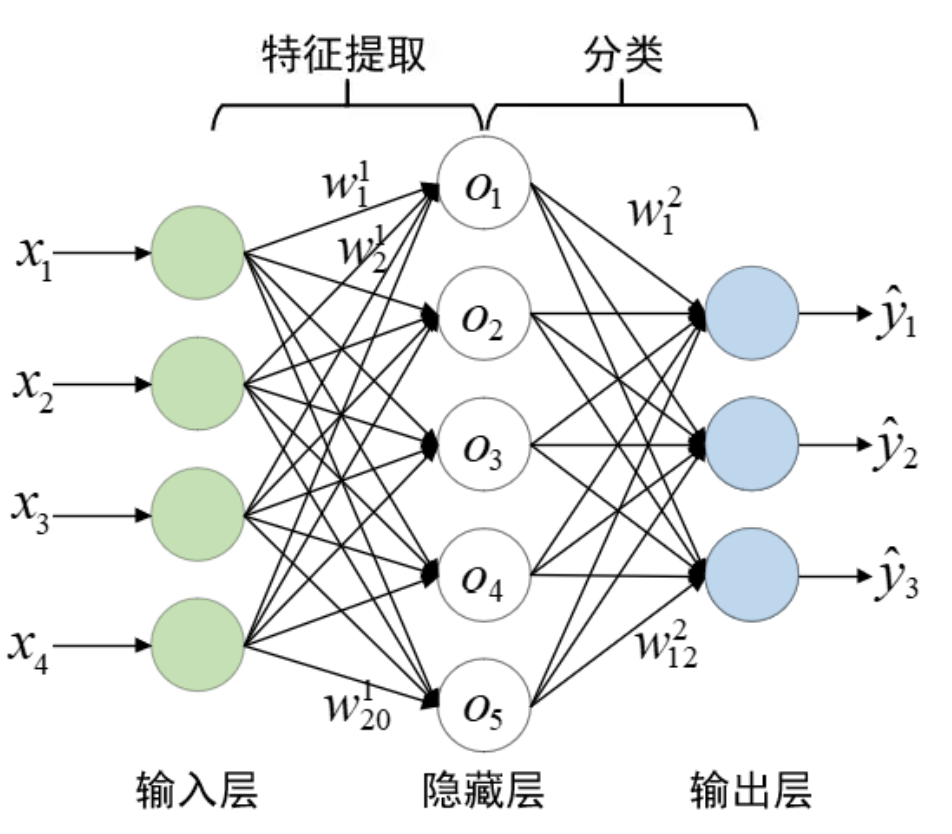 特征提取 分类
w₁¹ o₁ w₁²
x₁ w₂¹
o₂ ŷ₁
x₂
o₃ ŷ₂
x₃
o₄ ŷ₃
x₄ w₁₂²
w₂₀¹ o₅
输入层 隐藏层 输出层